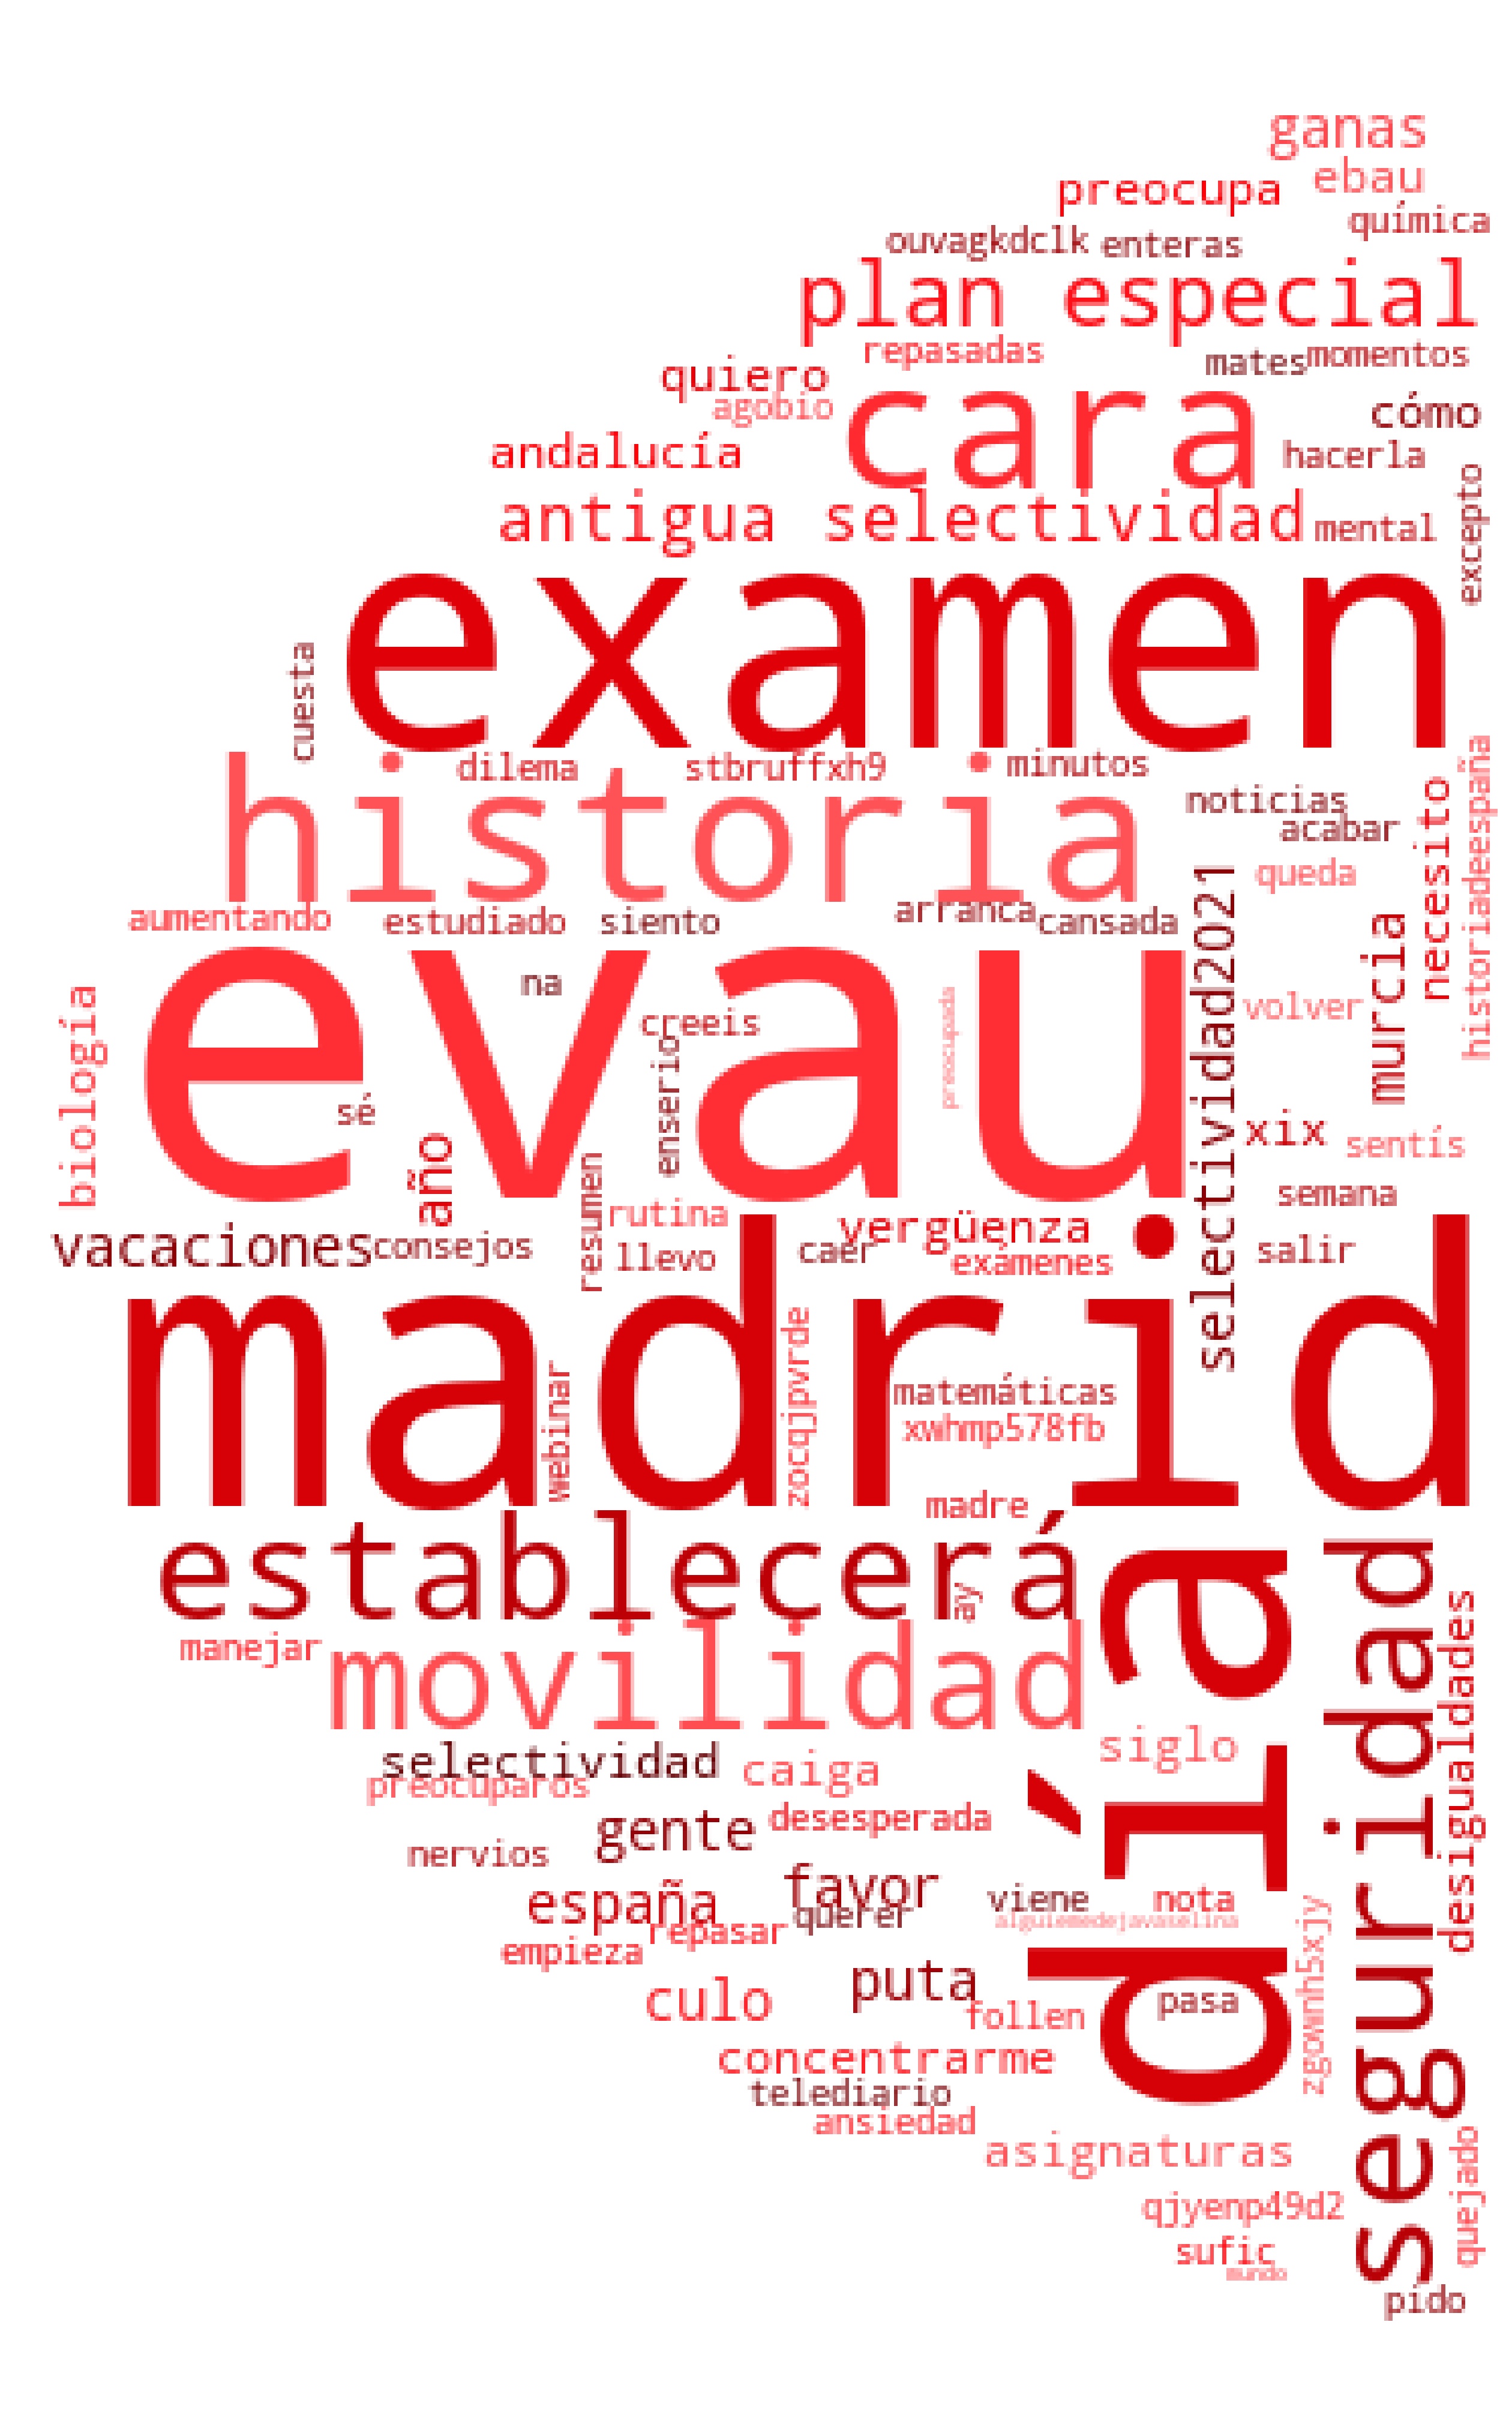 ganas
preocupa
ebau
química
ouvagkdclk
enteras
plan especial
repasadas
mates
momentos
quiero
agobio
cara
cómo
andalucía
hacerla
antigua selectividad
mental
excepto
examen
cuesta
dilema
stbruffxh9
minutos
historia
noticias
acabar
necesito
historiadeespaña
queda
aumentando
estudiado
siento
arranca
cansada
selectividad2021
murcia
evau
na
creeis
preocupada
volver
biología
enserio
sé
año
xix
sentís
resumen
rutina
vergüenza
semana
vacaciones
consejos
llevo
caer
exámenes
salir
madrid
webinar
zocqjpvrde
matemáticas
xwhmp578fb
madre
establecerá
ay
día
seguridad
desigualdades
manejar
movilidad
selectividad
preocuparos
caiga
siglo
gente
desesperada
nervios
favor
españa
querer
viene
nota
alguiemedejavaselina
repasar
empieza
zgownh5xjy
culo
puta
follen
pasa
concentrarme
telediario
ansiedad
asignaturas
quejado
qjyenp49d2
sufic
mundo
pido